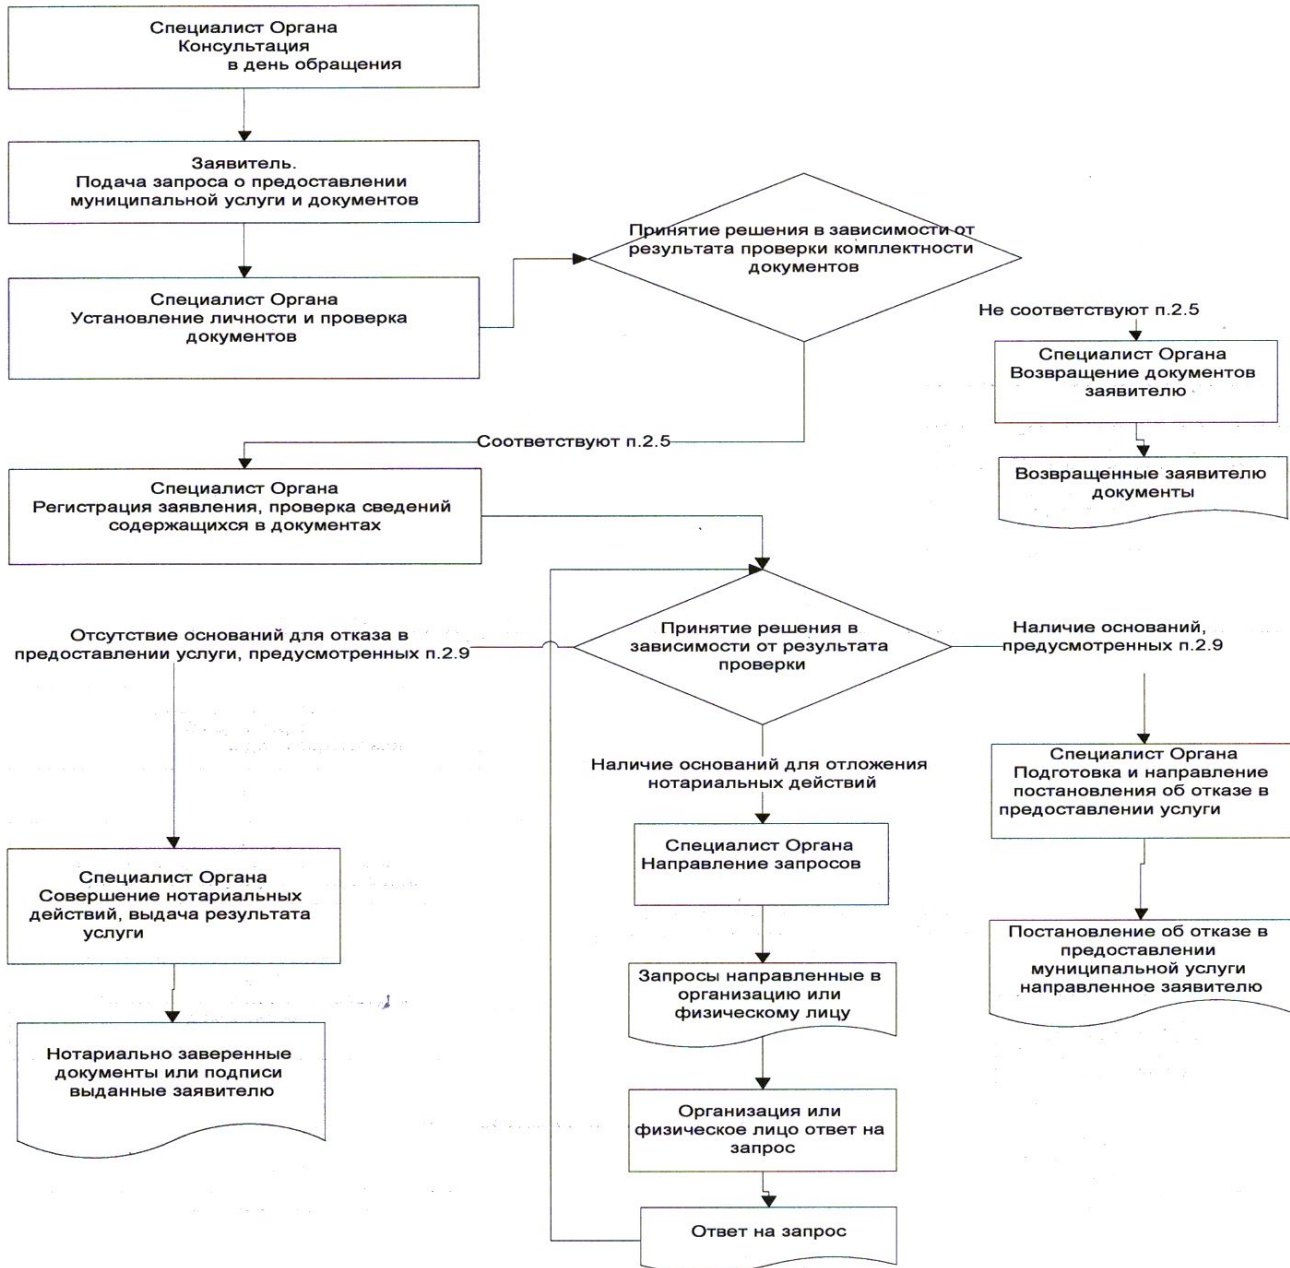 Специалист Органа
Консультация
в день обращения
Заявитель.
Подача запроса о предоставлении
муниципальной услуги и документов
Специалист Органа
Установление личности и проверка
документов
Принятие решения в зависимости от
результата проверки комплектности
документов
Не соответствуют п.2.5
Специалист Органа
Возвращение документов
заявителю
Возвращенные заявителю
документы
Соответствуют п.2.5
Специалист Органа
Регистрация заявления, проверка сведений
содержащихся в документах
Принятие решения в
зависимости от результата
проверки
Отсутствие оснований для отказа в
предоставлении услуги, предусмотренных п.2.9
Наличие оснований,
предусмотренных п.2.9
Наличие оснований для отложения
нотариальных действий
Специалист Органа
Подготовка и направление
постановления об отказе в
предоставлении услуги
Постановление об отказе в
предоставлении
муниципальной услуги
направленное заявителю
Специалист Органа
Направление запросов
Запросы направленные в
организацию или
физическому лицу
Организация или
физическое лицо ответ на
запрос
Ответ на запрос
Специалист Органа
Совершение нотариальных
действий, выдача результата
услуги
Нотариально заверенные
документы или подписи
выданные заявителю